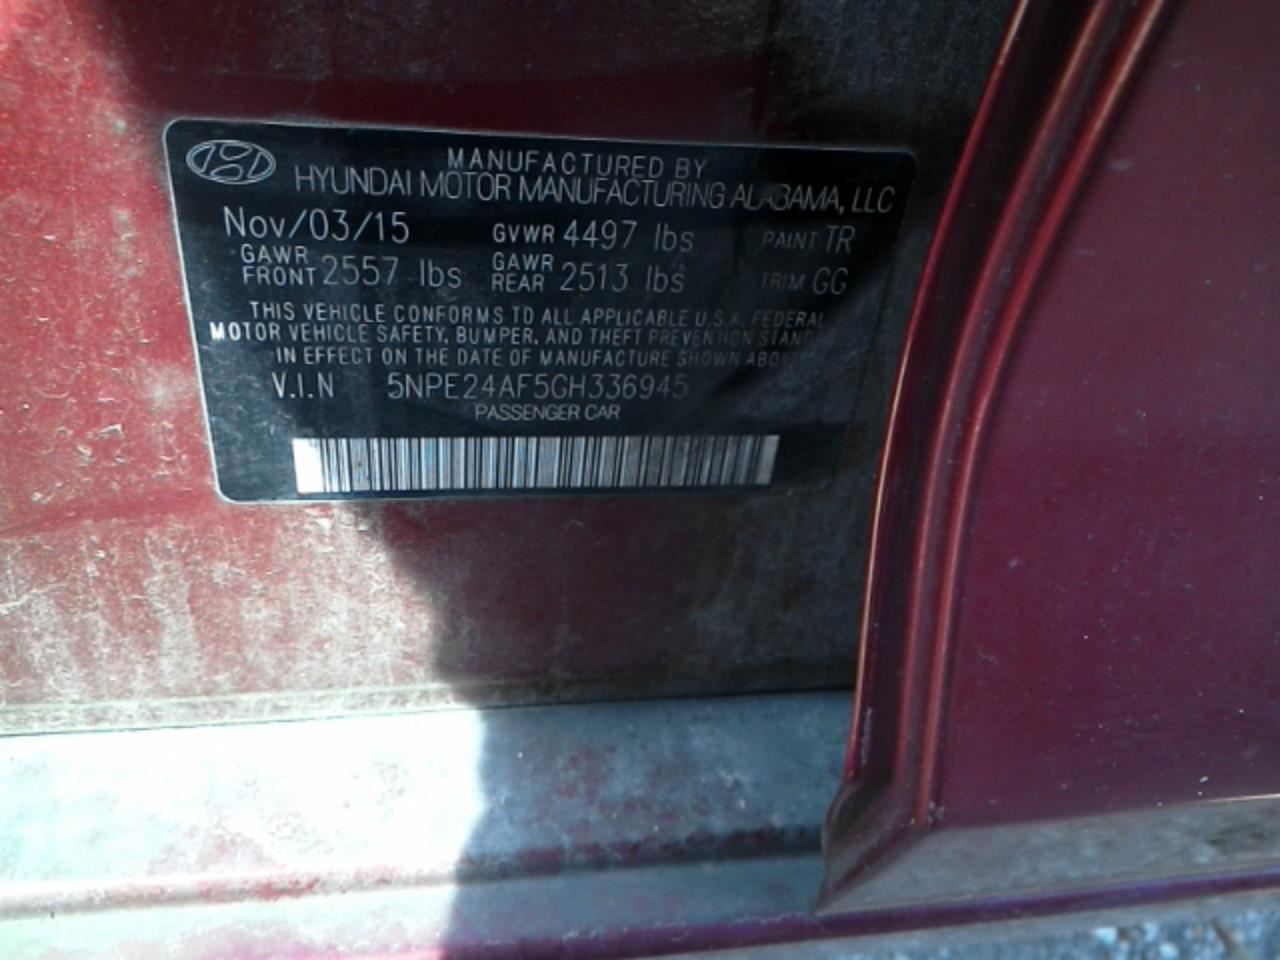 MANUFACTURED BY
HYUNDAI MOTOR MANUFACTURING ALABAMA, LLC
Nov/03/15 GVWR 4497 lbs PAINT TR
GAWR FRONT 2557 lbs GAWR REAR 2513 lbs TRIM GG
THIS VEHICLE CONFORMS TO ALL APPLICABLE U.S.A. FEDERAL
MOTOR VEHICLE SAFETY, BUMPER, AND THEFT PREVENTION
IN EFFECT ON THE DATE OF MANUFACTURE SHOWN ABOVE
V.I.N 5NPE24AF5GH336945
PASSENGER CAR